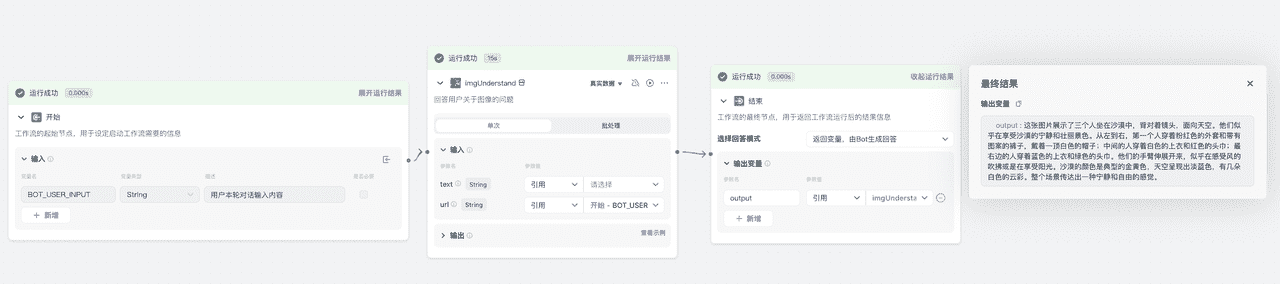 运行成功 0.000s 展开运行结果
开始
工作流的起始节点，用于设定启动工作流需要的信息
输入
变量名 变量类型 描述 是否必填
BOT_USER_INPUT String 用户本轮对话输入内容
+ 新增
运行成功 15s 展开运行结果
imgUnderstand 真实数据
回答用户关于图像的问题
单次 批处理
输入
参数名 参数值
text String 引用 请选择
url String 引用 开始 - BOT_USER
输出 查看示例
运行成功 0.000s 收起运行结果
结束
工作流的最终节点，用于返回工作流运行后的结果信息
选择回答模式 返回变量，由Bot生成回答
输出变量
参数名 参数值
output 引用 imgUndersta
+ 新增
最终结果
输出变量
output：这张图片展示了三个人坐在沙漠中，背对着镜头，面向天空。他们似
乎在享受沙漠的宁静和壮丽景色。从左到右，第一个人穿着粉红色的外套和带有
图案的裤子，戴着一顶白色的帽子；中间的人穿着白色的上衣和红色的头巾；最
右边的人穿着蓝色的上衣和绿色的头巾。他们的手臂伸展开来，似乎在感受风的
吹拂或是在享受阳光。沙漠的颜色是典型的金黄色，天空呈现出淡蓝色，有几朵
白色的云彩。整个场景传达出一种宁静和自由的感觉。